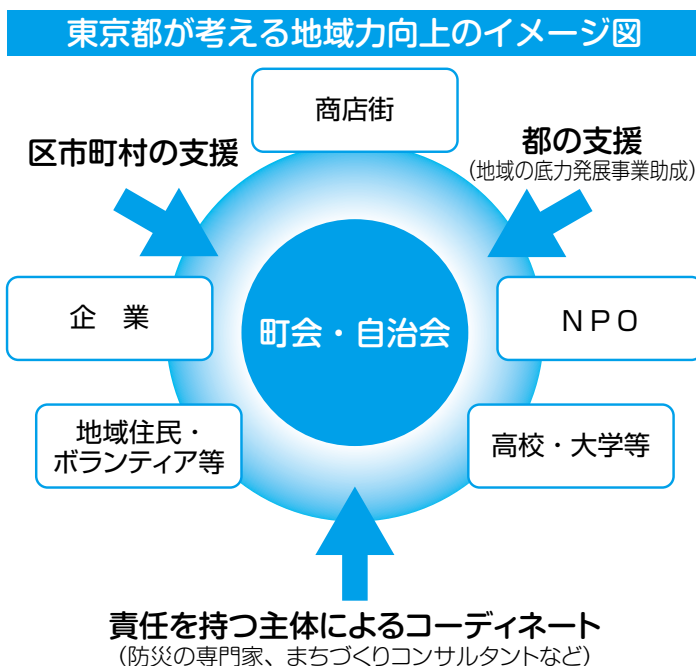 東京都が考える地域力向上のイメージ図
商店街
区市町村の支援
都の支援
(地域の底力発展事業助成)
企　業
町会・自治会
ＮＰＯ
地域住民・
ボランティア等
高校・大学等
責任を持つ主体によるコーディネート
(防災の専門家、まちづくりコンサルタントなど)